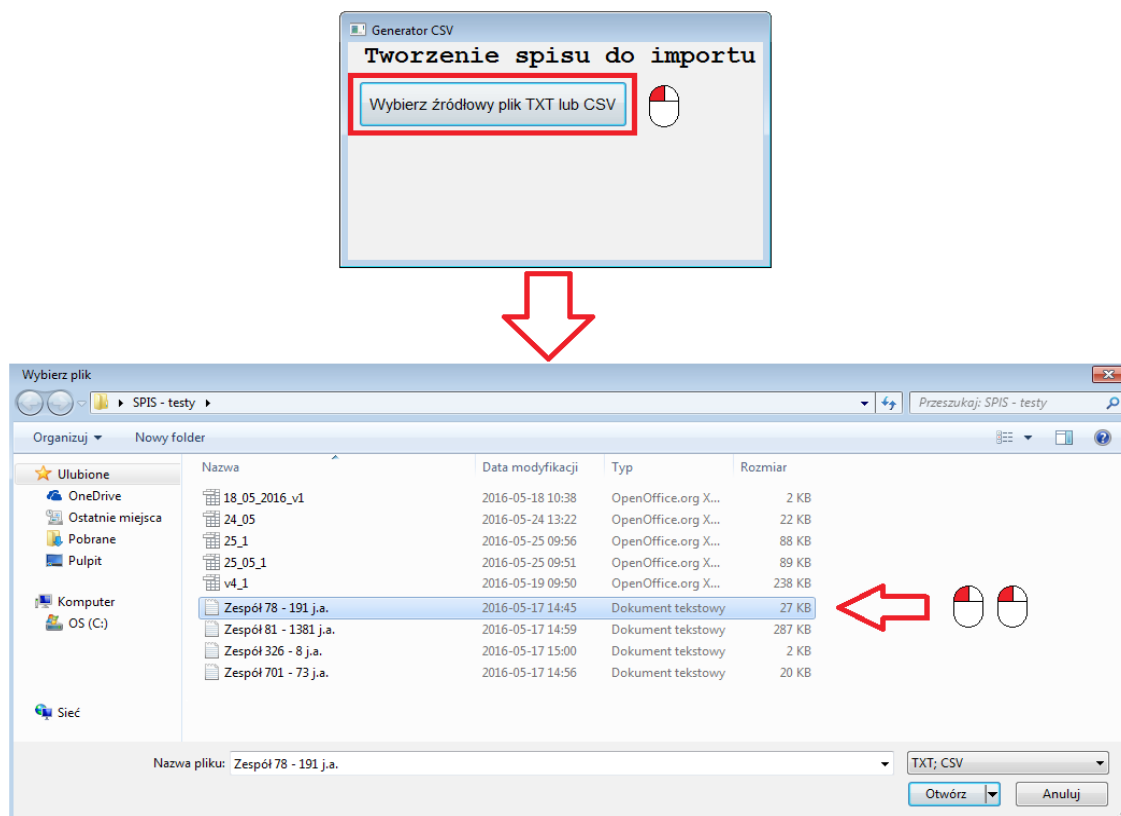 Generator CSV
Tworzenie spisu do importu
Wybierz źródłowy plik TXT lub CSV
Wybierz plik
SPIS - testy
Przeszukaj: SPIS - testy
Organizuj Nowy folder
Nazwa Data modyfikacji Typ Rozmiar
Ulubione
OneDrive
Ostatnie miejsca
Pobrane
Pulpit
Komputer
OS (C:)
Sieć
18_05_2016_v1 2016-05-18 10:38 OpenOffice.org X... 2 KB
24_05 2016-05-24 13:22 OpenOffice.org X... 22 KB
25_1 2016-05-25 09:56 OpenOffice.org X... 88 KB
25_05_1 2016-05-25 09:51 OpenOffice.org X... 89 KB
v4_1 2016-05-19 09:50 OpenOffice.org X... 238 KB
Zespół 78 - 191 j.a. 2016-05-17 14:45 Dokument tekstowy 27 KB
Zespół 81 - 1381 j.a. 2016-05-17 14:59 Dokument tekstowy 287 KB
Zespół 326 - 8 j.a. 2016-05-17 15:00 Dokument tekstowy 2 KB
Zespół 701 - 73 j.a. 2016-05-17 14:56 Dokument tekstowy 20 KB
Nazwa pliku: Zespół 78 - 191 j.a. TXT; CSV
Otwórz Anuluj